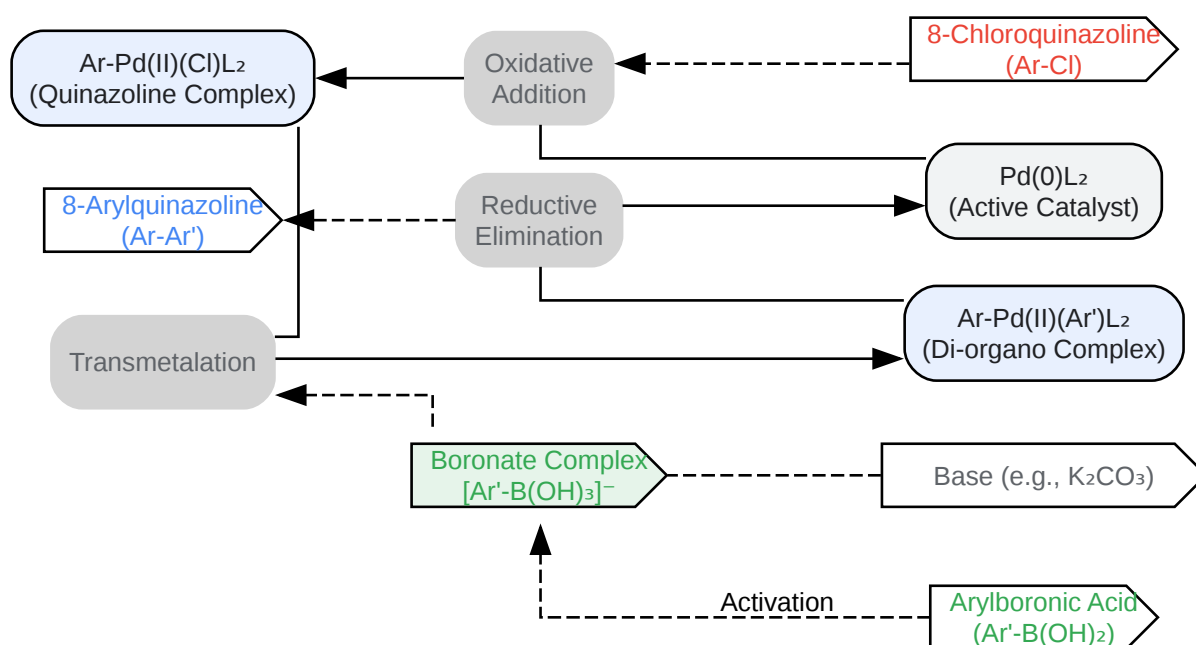 8-Chloroquinazoline
(Ar-Cl)
Ar-Pd(II)(Cl)L₂
(Quinazoline Complex)
Oxidative
Addition
Pd(0)L₂
(Active Catalyst)
8-Arylquinazoline
(Ar-Ar')
Reductive
Elimination
Ar-Pd(II)(Ar')L₂
(Di-organo Complex)
Transmetalation
Boronate Complex
[Ar'-B(OH)₃]⁻
Base (e.g., K₂CO₃)
Activation
Arylboronic Acid
(Ar'-B(OH)₂)